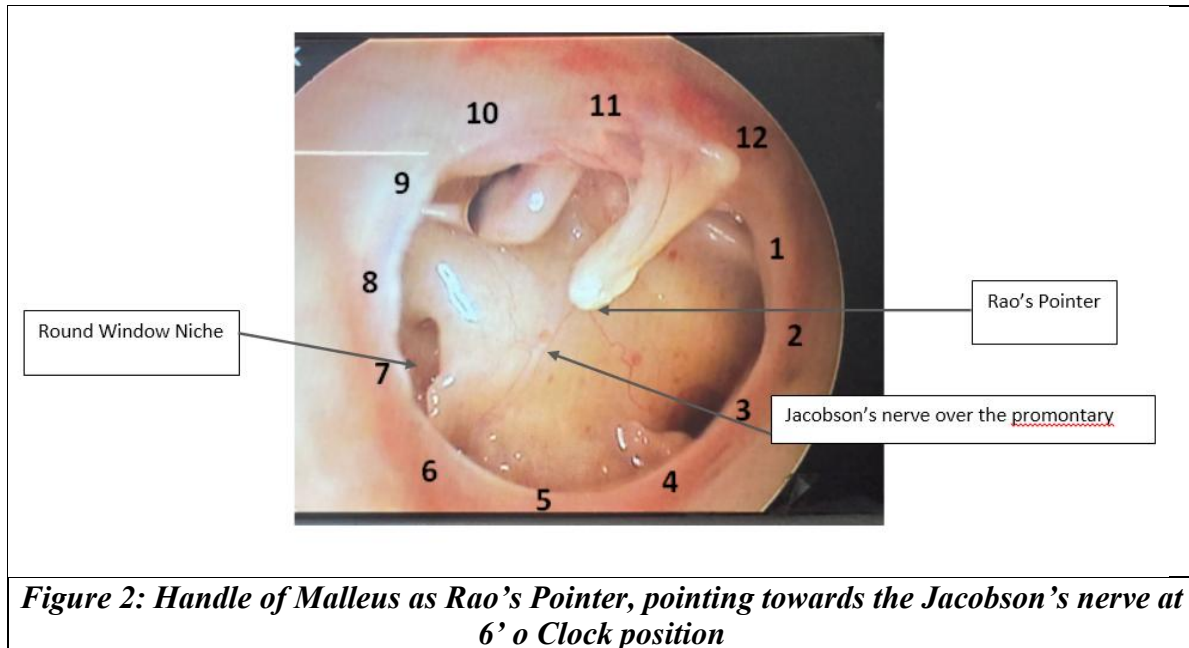 10
11
12
9
1
8
Rao's Pointer
Round Window Niche
2
7
3
Jacobson's nerve over the promontary
6
4
5
Figure 2: Handle of Malleus as Rao's Pointer, pointing towards the Jacobson's nerve at
6' o Clock position